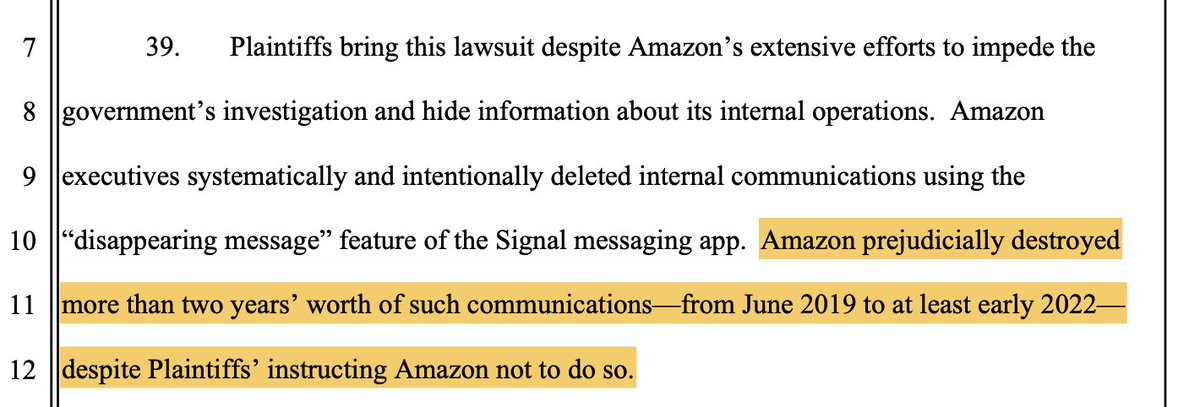 7 39. Plaintiffs bring this lawsuit despite Amazon’s extensive efforts to impede the
8 government’s investigation and hide information about its internal operations.  Amazon
9 executives systematically and intentionally deleted internal communications using the
10 “disappearing message” feature of the Signal messaging app.  Amazon prejudicially destroyed
11 more than two years’ worth of such communications—from June 2019 to at least early 2022—
12 despite Plaintiffs’ instructing Amazon not to do so.